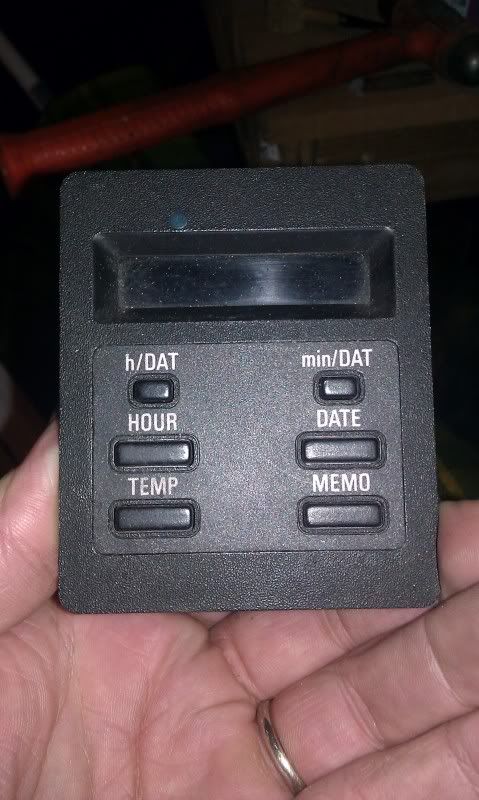 h/DAT min/DAT
HOUR DATE
TEMP MEMO